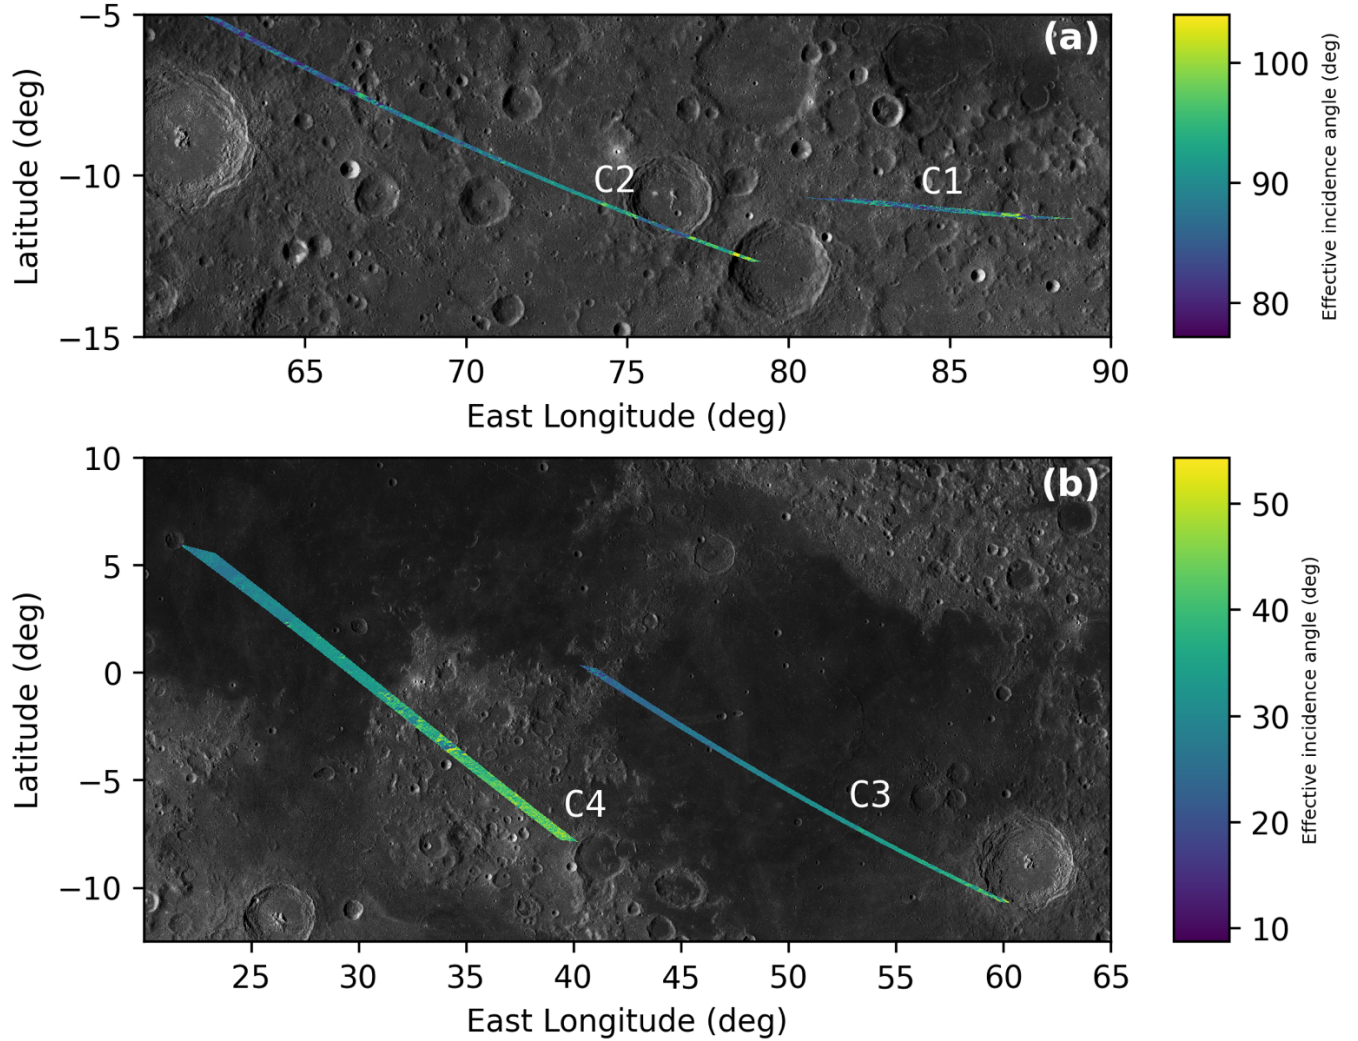 (a)
C2
C1
−5
−10
−15
Latitude (deg)
65 70 75 80 85 90
East Longitude (deg)
100
90
80
Effective incidence angle (deg)
(b)
C4
C3
10
5
0
−5
−10
Latitude (deg)
25 30 35 40 45 50 55 60 65
East Longitude (deg)
50
40
30
20
10
Effective incidence angle (deg)